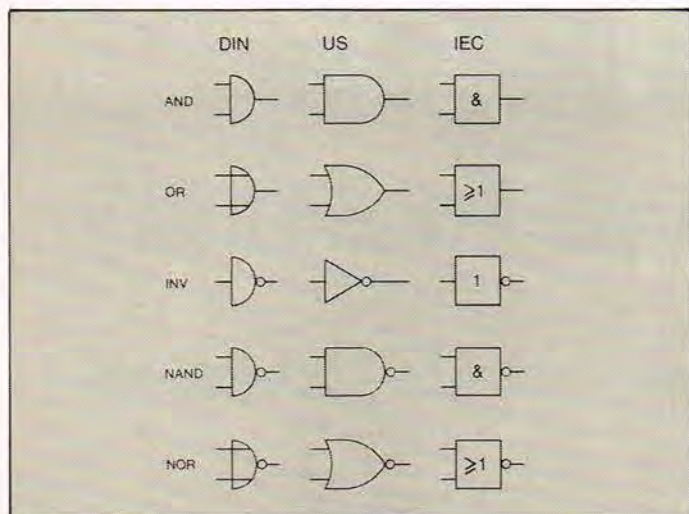 DIN US IEC
AND &
OR ⩾1
INV 1
NAND &
NOR ⩾1